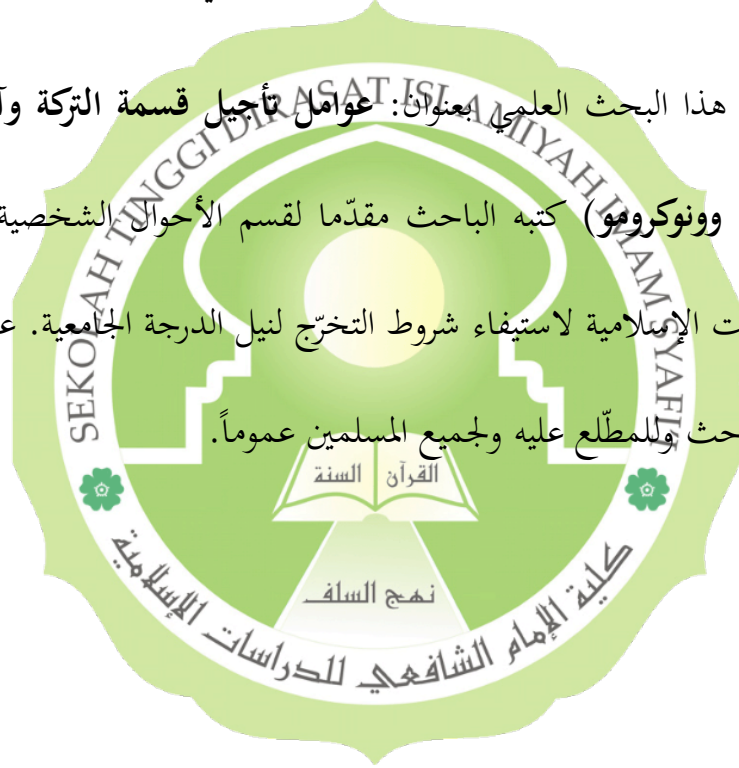 هذا البحث العلمي بعنوان: عوامل تأجيل قسمة التركة
وونوكرومو) كتبه الباحث مقدّما لقسم الأحوال الشخصية
الإسلامية لاستيفاء شروط التخرّج لنيل الدرجة الجامعية.
وللمطّلع عليه ولجميع المسلمين عموماً.
SEKOLAH TINGGI DIRASAT ISLAMIYAH IMAM SYAFI'I
القرآن السنة
نهج السلف
كلية الإمام الشافعي للدراسات الإسلامية